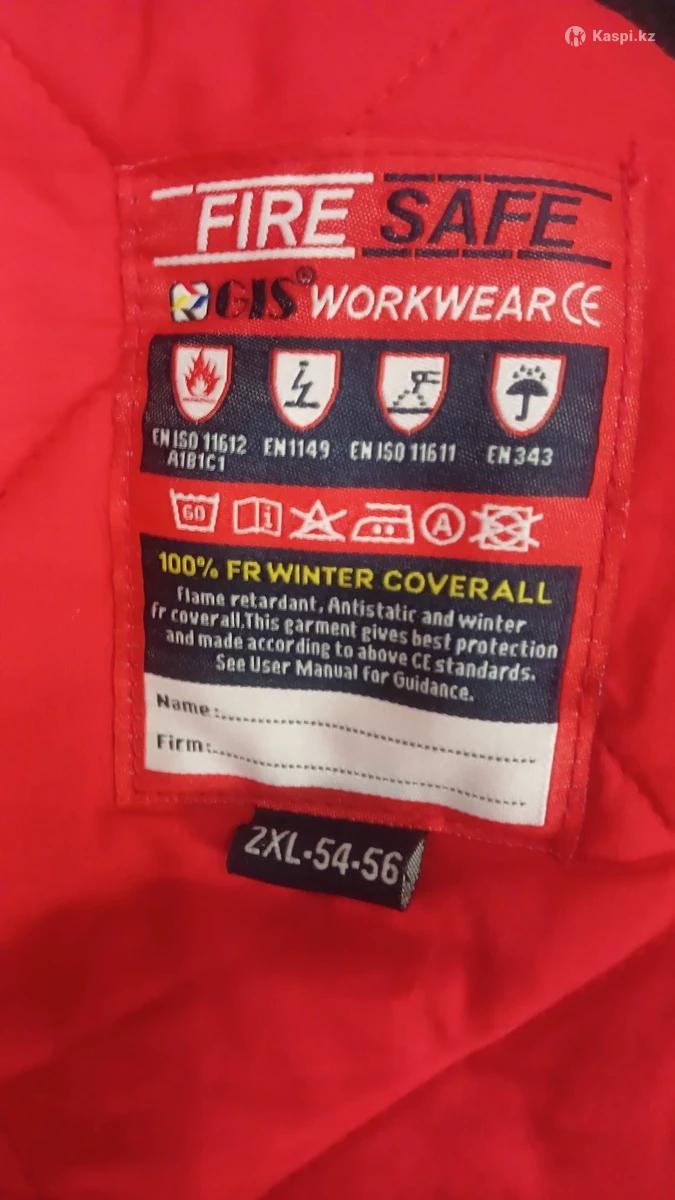 Kaspi.kz
FIRE SAFE
GIS® WORKWEAR CE
EN ISO 11612 EN1149 EN ISO 11611 EN 343
A1B1C1
60 i A
100% FR WINTER COVERALL
flame retardant, Antistatic and winter
fr coverall.This garment gives best protection
and made according to above CE standards.
See User Manual for Guidance.
Name:
Firm:
2XL-54-56